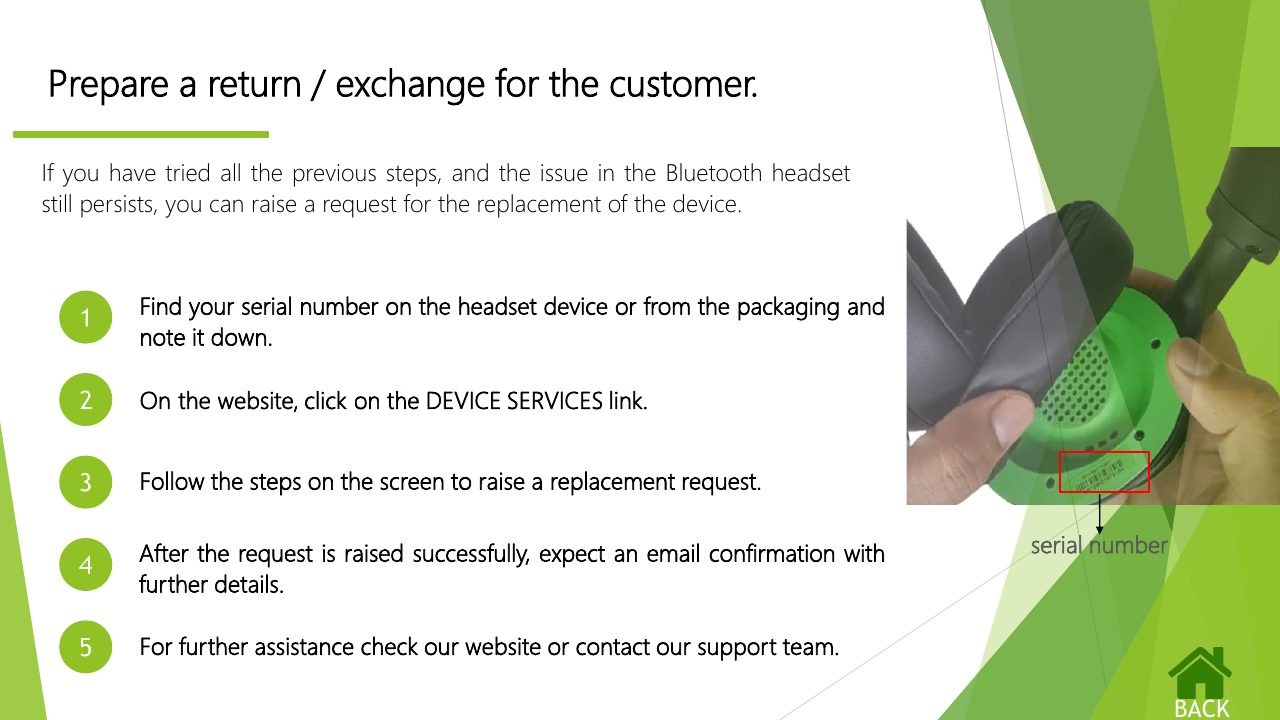 Prepare a return / exchange for the customer.
If you have tried all the previous steps, and the issue in the Bluetooth headset
still persists, you can raise a request for the replacement of the device.
1
Find your serial number on the headset device or from the packaging and
note it down.
2
On the website, click on the DEVICE SERVICES link.
3
Follow the steps on the screen to raise a replacement request.
4
After the request is raised successfully, expect an email confirmation with
further details.
5
For further assistance check our website or contact our support team.
serial number
BACK